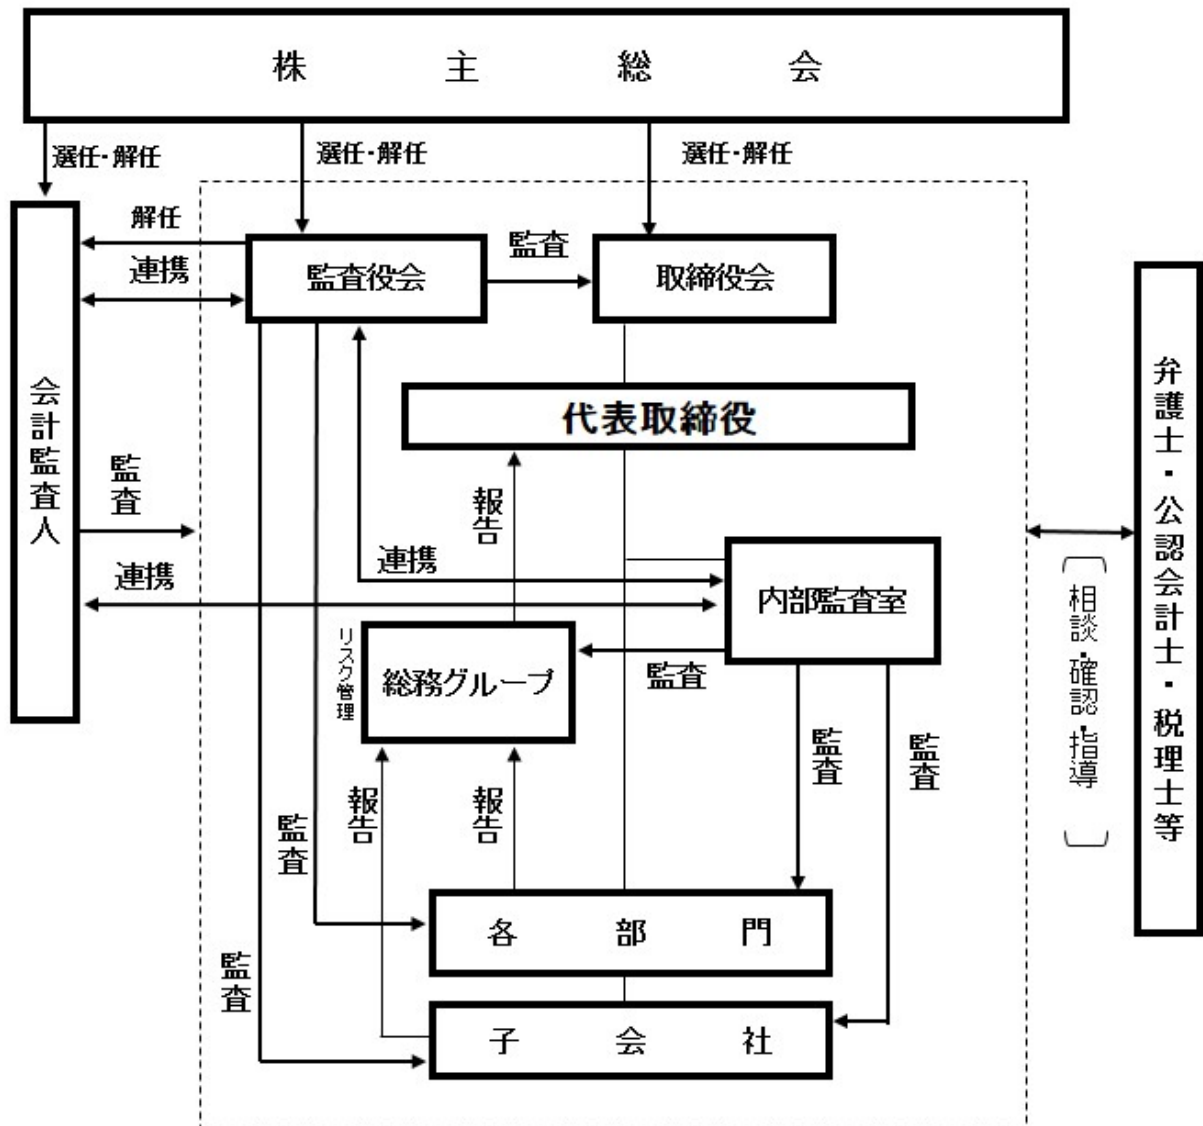 株主総会
選任・解任
選任・解任
選任・解任
解任
連携
監査役会
監査
取締役会
会計監査人
代表取締役
監査
報告
連携
連携
内部監査室
リスク管理
総務グループ
監査
弁護士・公認会計士・税理士等
相談・確認・指導
監査
監査
報告
報告
監査
各部門
監査
子会社